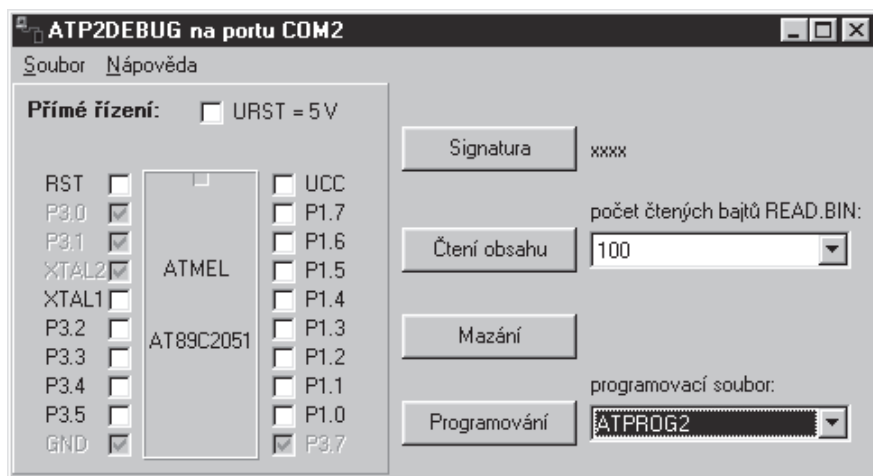 ATP2DEBUG na portu COM2
Soubor Nápověda
Přímé řízení: URST = 5 V
RST UCC
P3.0 P1.7
P3.1 P1.6
XTAL2 P1.5
XTAL1 P1.4
P3.2 P1.3
P3.3 P1.2
P3.4 P1.1
P3.5 P1.0
GND P3.7
ATMEL
AT89C2051
Signatura xxxx
počet čtených bajtů READ.BIN:
Čtení obsahu 100
Mazání
programovací soubor:
Programování ATPROG2